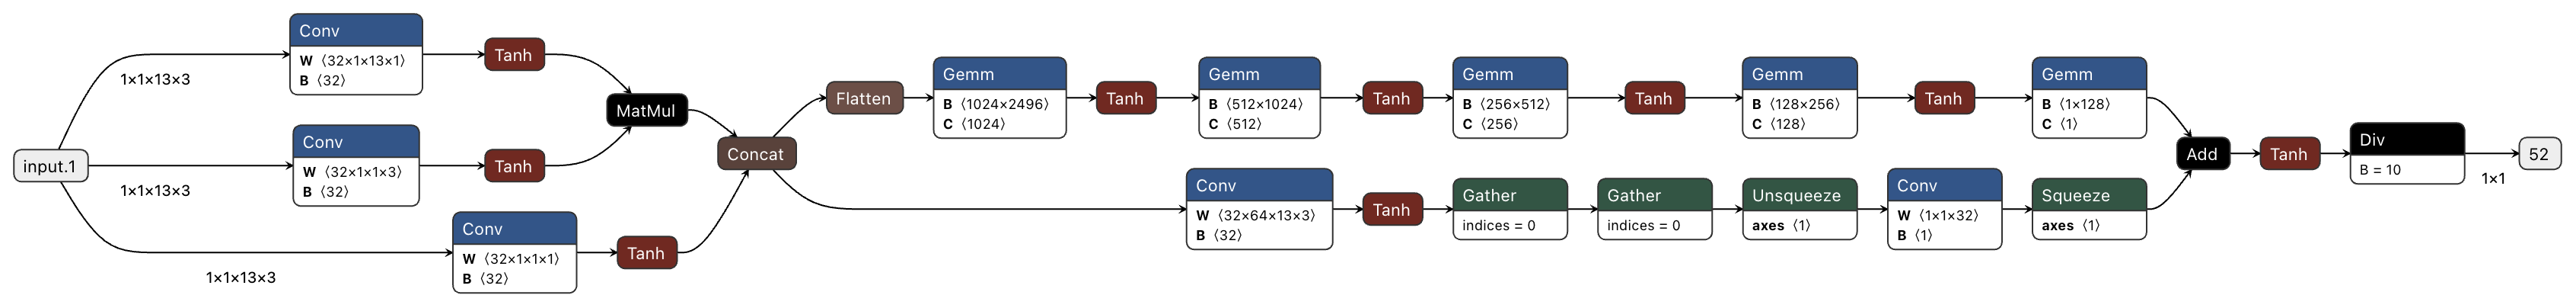 input.1
1×1×13×3
1×1×13×3
1×1×13×3
Conv
W ⟨32×1×13×1⟩
B ⟨32⟩
Tanh
Conv
W ⟨32×1×1×3⟩
B ⟨32⟩
Tanh
Conv
W ⟨32×1×1×1⟩
B ⟨32⟩
Tanh
MatMul
Concat
Flatten
Gemm
B ⟨1024×2496⟩
C ⟨1024⟩
Tanh
Gemm
B ⟨512×1024⟩
C ⟨512⟩
Tanh
Gemm
B ⟨256×512⟩
C ⟨256⟩
Tanh
Gemm
B ⟨128×256⟩
C ⟨128⟩
Tanh
Gemm
B ⟨1×128⟩
C ⟨1⟩
Conv
W ⟨32×64×13×3⟩
B ⟨32⟩
Tanh
Gather
indices = 0
Gather
indices = 0
Unsqueeze
axes ⟨1⟩
Conv
W ⟨1×1×32⟩
B ⟨1⟩
Squeeze
axes ⟨1⟩
Add
Tanh
Div
B = 10
1×1
52